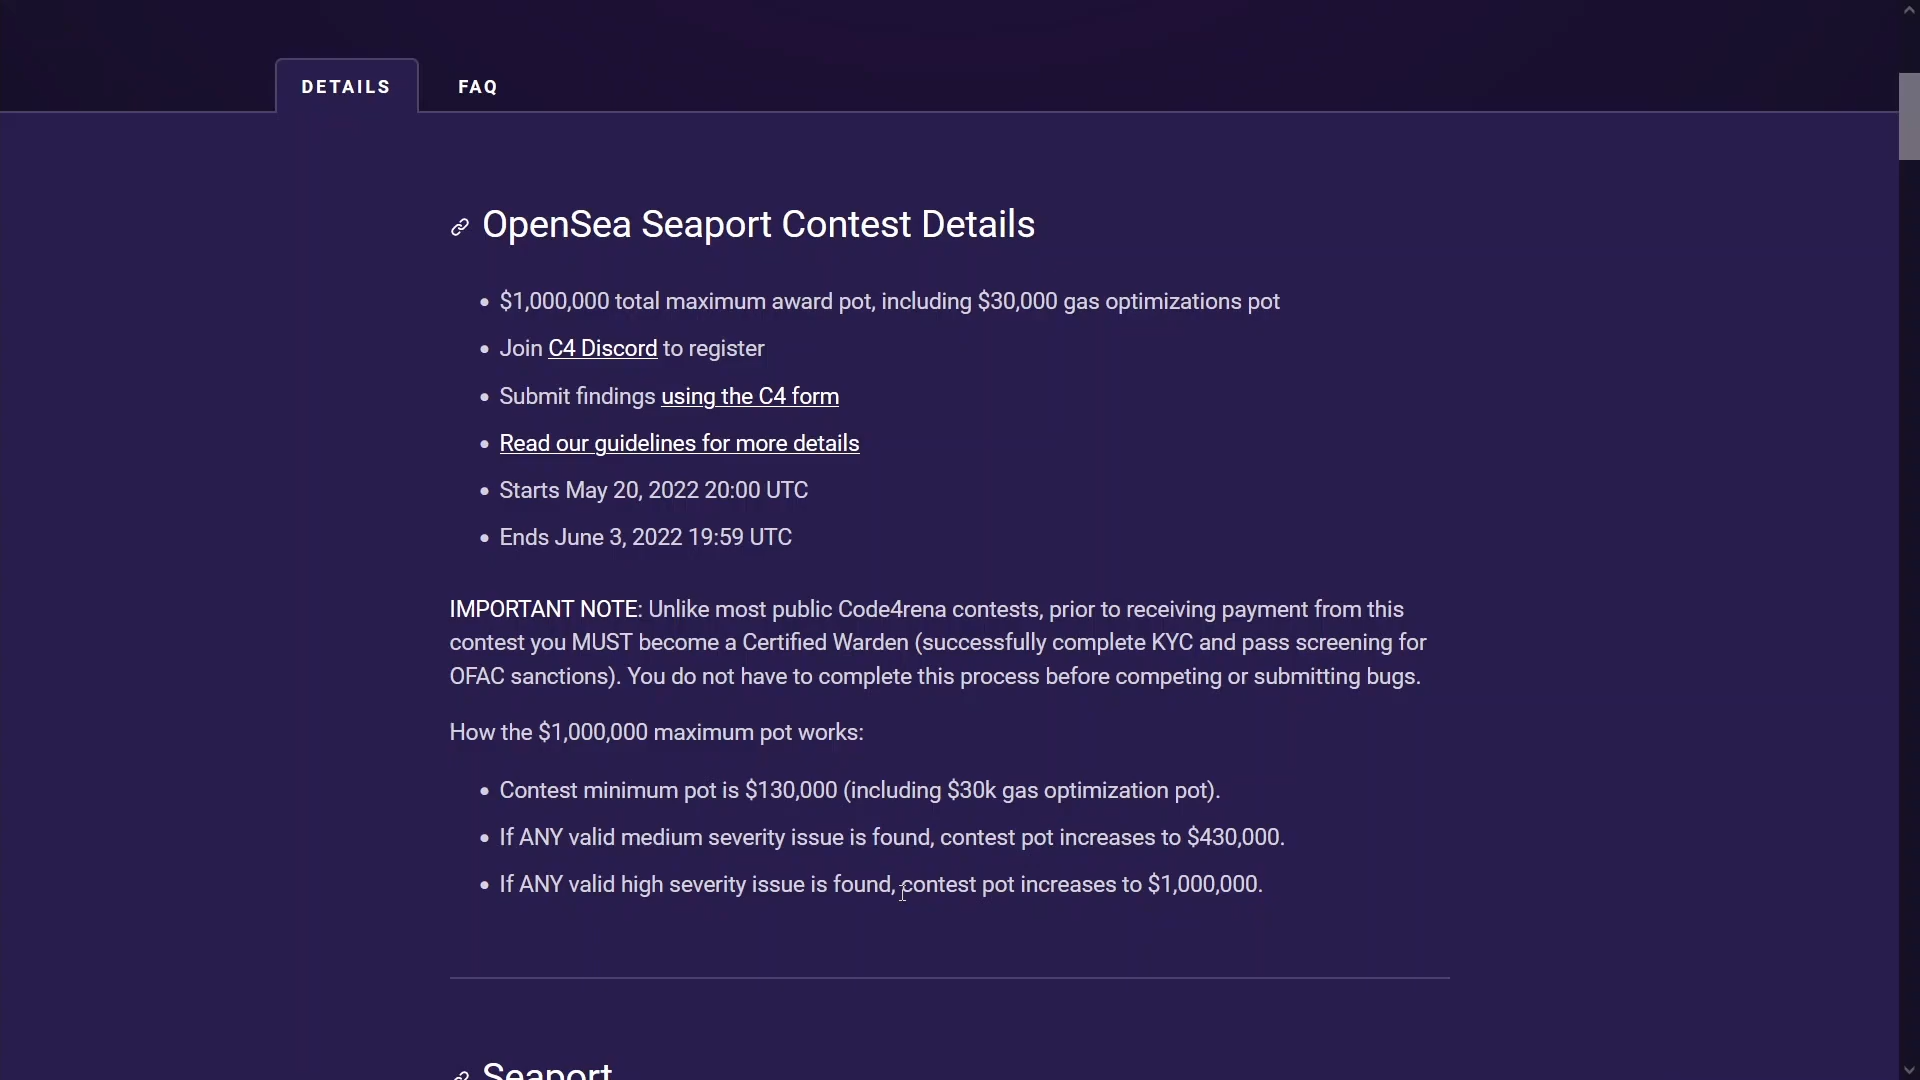 DETAILS
FAQ
OpenSea Seaport Contest Details
• $1,000,000 total maximum award pot, including $30,000 gas optimizations pot
• Join C4 Discord to register
• Submit findings using the C4 form
• Read our guidelines for more details
• Starts May 20, 2022 20:00 UTC
• Ends June 3, 2022 19:59 UTC
IMPORTANT NOTE: Unlike most public Code4rena contests, prior to receiving payment from this
contest you MUST become a Certified Warden (successfully complete KYC and pass screening for
OFAC sanctions). You do not have to complete this process before competing or submitting bugs.
How the $1,000,000 maximum pot works:
• Contest minimum pot is $130,000 (including $30k gas optimization pot).
• If ANY valid medium severity issue is found, contest pot increases to $430,000.
• If ANY valid high severity issue is found, contest pot increases to $1,000,000.
Seaport